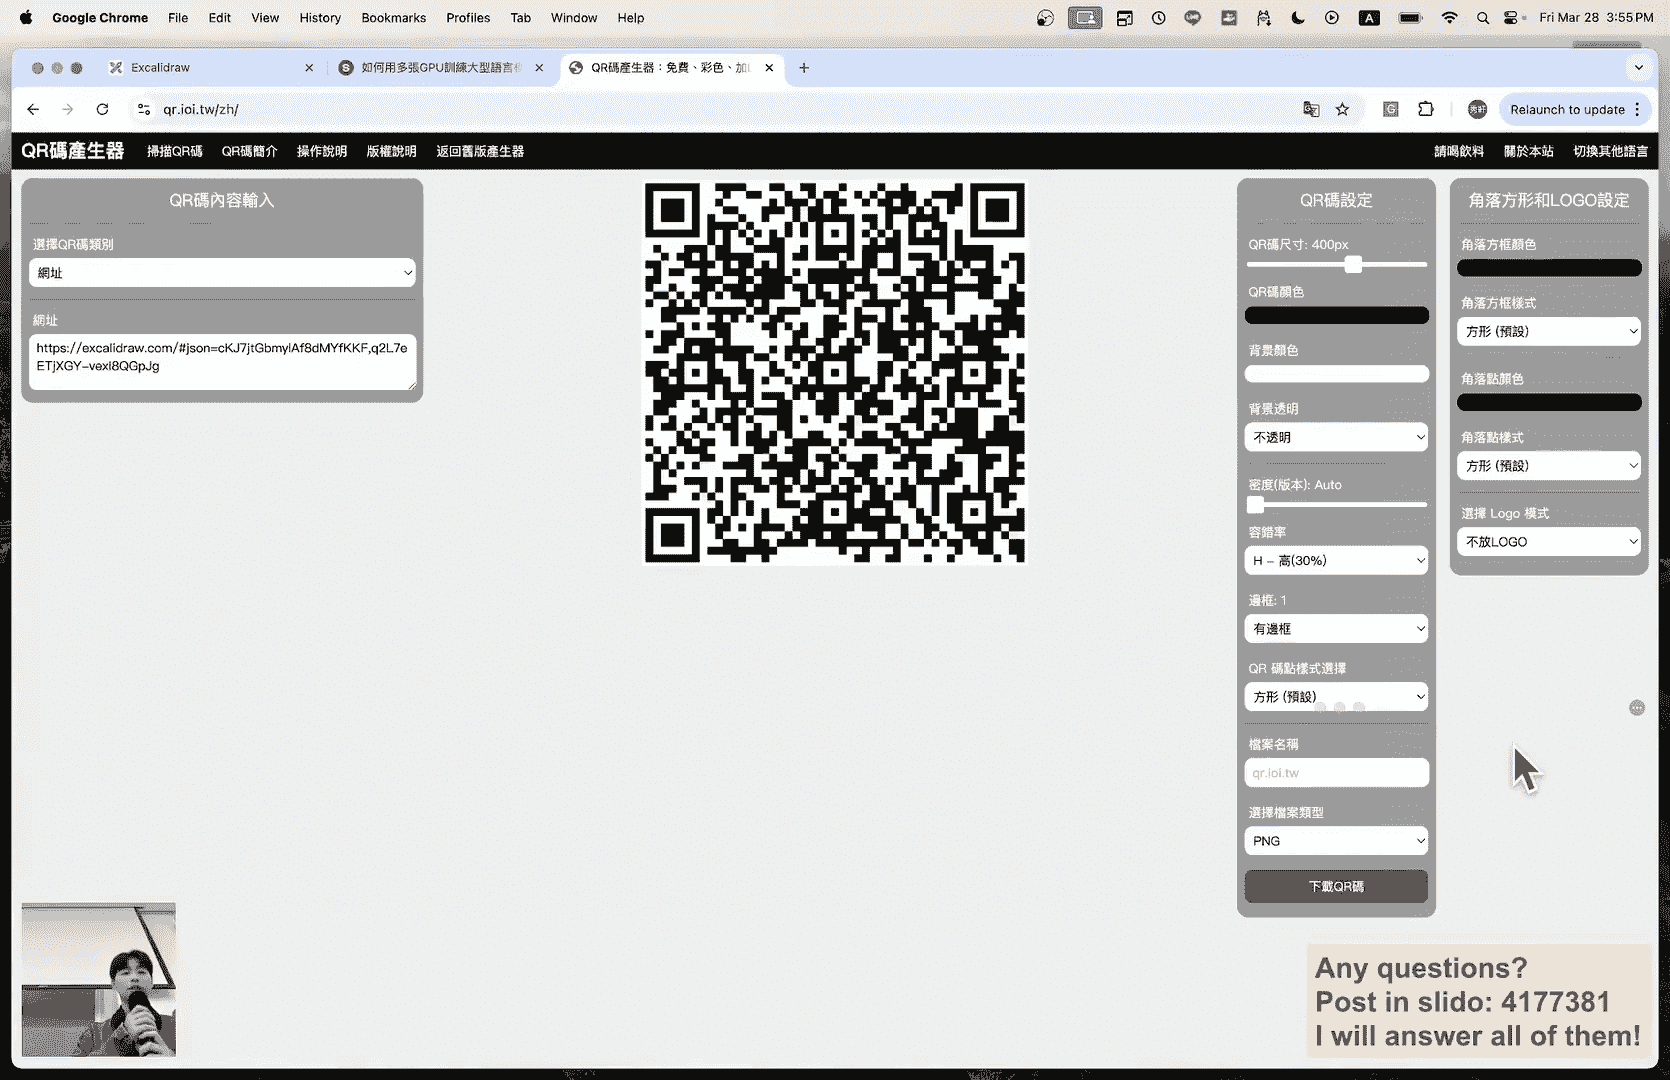 Google Chrome File Edit View History Bookmarks Profiles Tab Window Help
A
Fri Mar 28 3:55 PM
Excalidraw
如何用多張GPU訓練大型語言
QR碼產生器：免費、彩色、加
qr.ioi.tw/zh/
Relaunch to update
QR碼產生器 掃描QR碼 QR碼簡介 操作說明 版權說明 返回舊版產生器
請喝飲料 關於本站 切換其他語言
QR碼內容輸入
選擇QR碼類別
網址
網址
https://excalidraw.com/#json=cKJ7jtGbmylAf8dMYfKKF,q2L7e
ETjXGY-vexI8QGpJg
QR碼設定
QR碼尺寸: 400px
QR碼顏色
背景顏色
背景透明
不透明
密度(版本): Auto
容錯率
H - 高(30%)
邊框: 1
有邊框
QR 碼點樣式選擇
方形 (預設)
檔案名稱
qr.ioi.tw
選擇檔案類型
PNG
下載QR碼
角落方形和LOGO設定
角落方框顏色
角落方框樣式
方形 (預設)
角落點顏色
角落點樣式
方形 (預設)
選擇 Logo 模式
不放LOGO
Any questions?
Post in slido: 4177381
I will answer all of them!